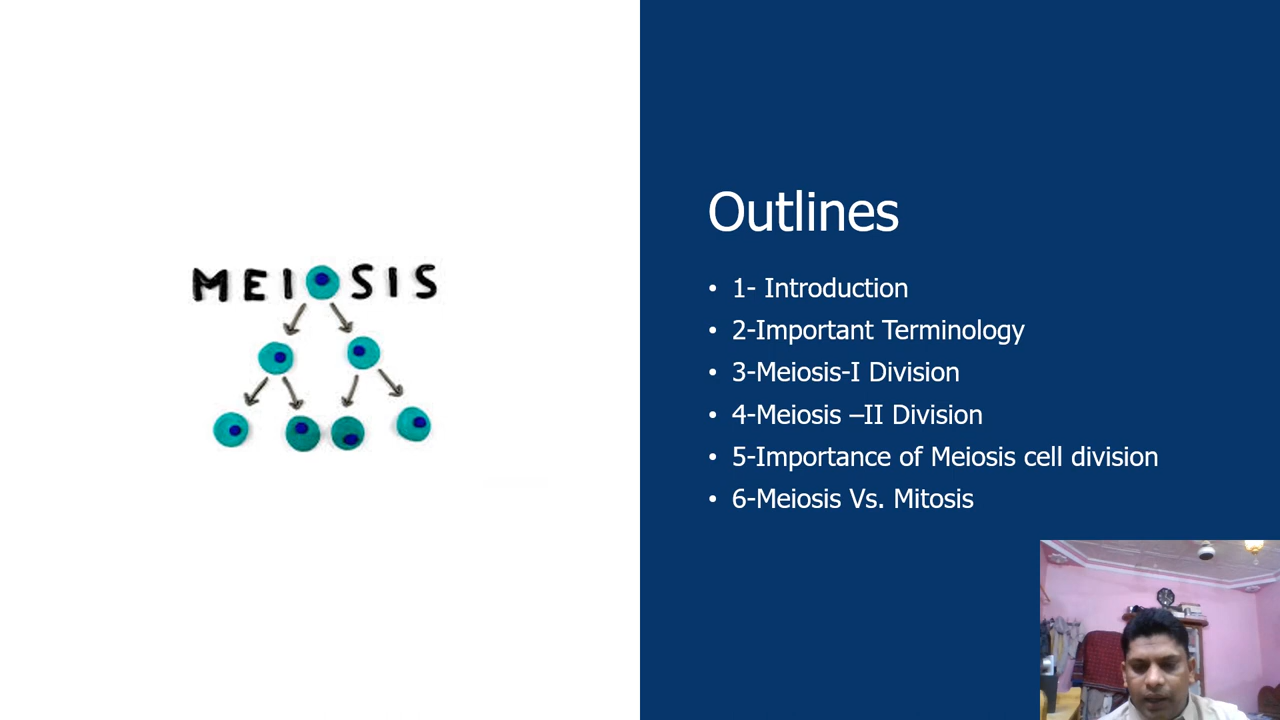 MEIOSIS
Outlines
• 1- Introduction
• 2-Important Terminology
• 3-Meiosis-I Division
• 4-Meiosis –II Division
• 5-Importance of Meiosis cell division
• 6-Meiosis Vs. Mitosis